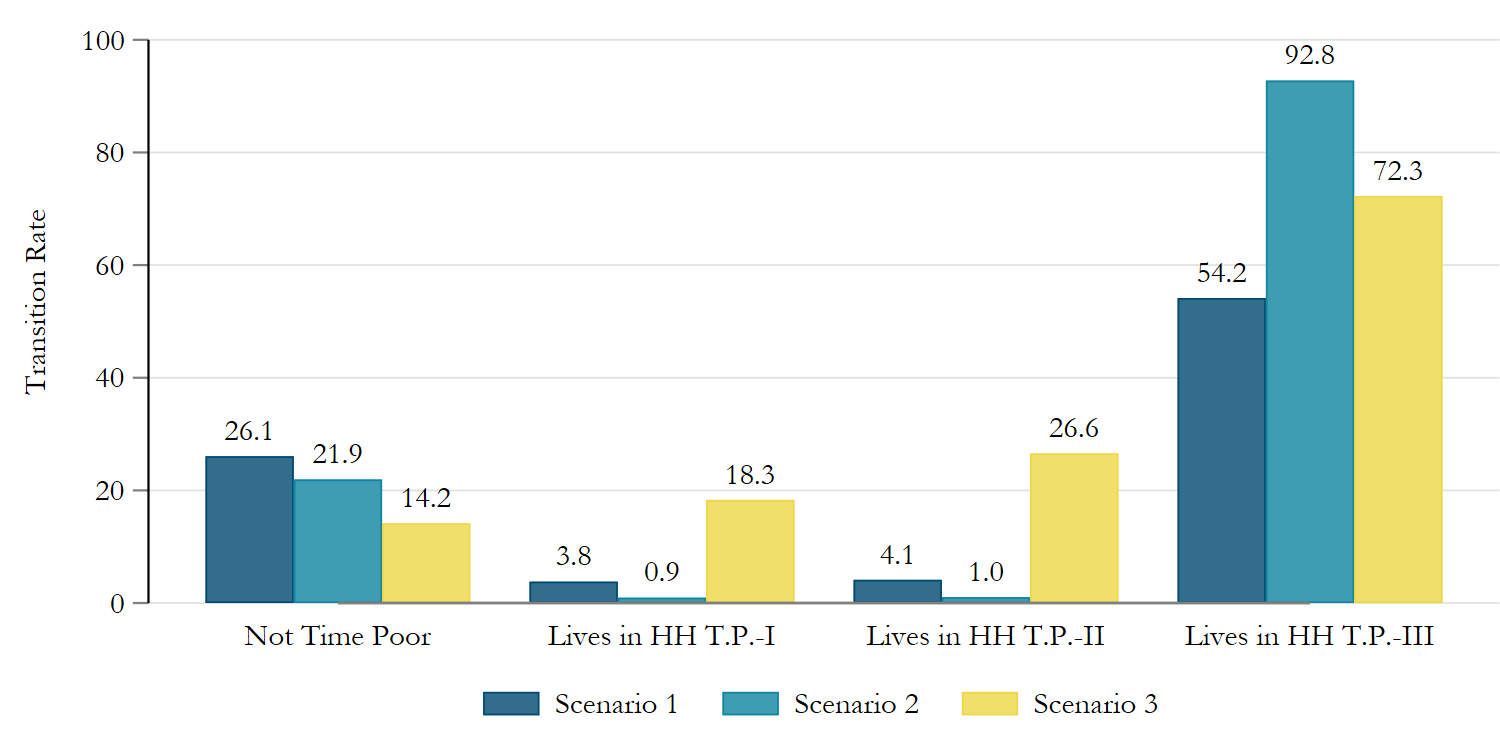 Transition Rate
100
80
60
40
20
0
26.1
21.9
14.2
3.8
0.9
18.3
4.1
1.0
26.6
54.2
92.8
72.3
Not Time Poor
Lives in HH T.P.-I
Lives in HH T.P.-II
Lives in HH T.P.-III
Scenario 1
Scenario 2
Scenario 3